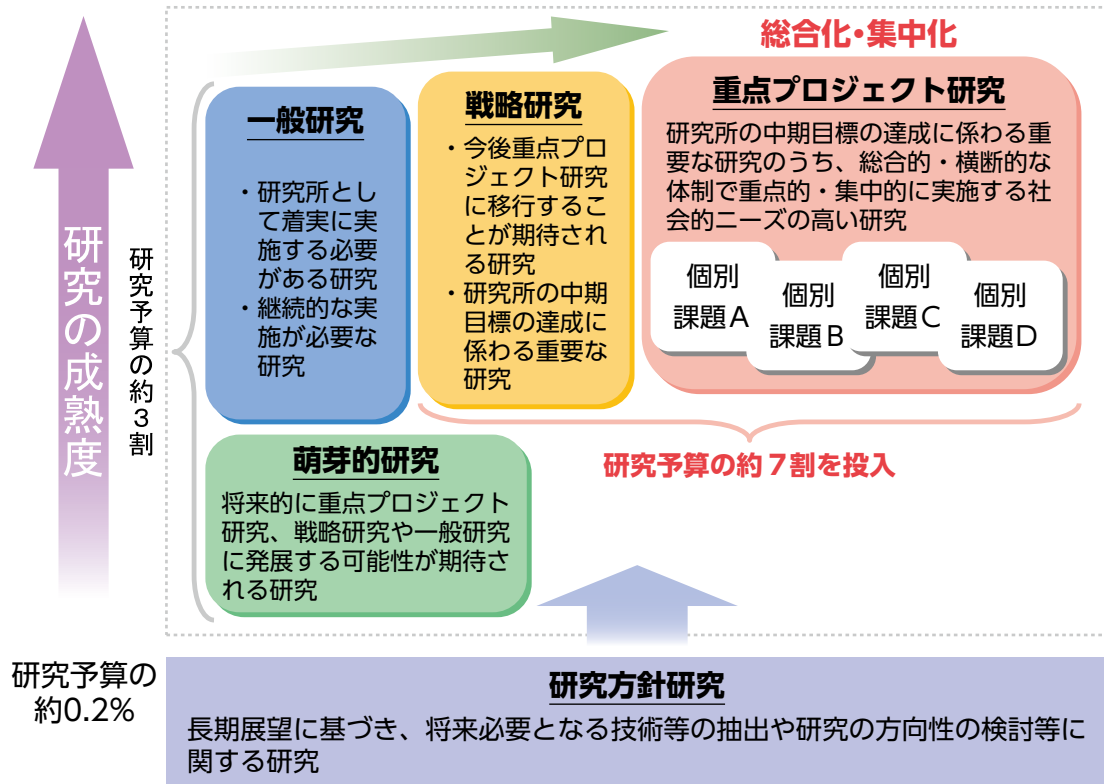 総合化・集中化
研究の成熟度
研究予算の約3割
一般研究
・研究所とし
て着実に実
施する必要
がある研究
・継続的な実
施が必要な
研究
戦略研究
・今後重点プロ
ジェクト研究
に移行するこ
とが期待され
る研究
・研究所の中期
目標の達成に
係わる重要な
研究
重点プロジェクト研究
研究所の中期目標の達成に係わる重
要な研究のうち、総合的・横断的な
体制で重点的・集中的に実施する社
会的ニーズの高い研究
個別
課題A
個別
課題B
個別
課題C
個別
課題D
研究予算の約7割を投入
萌芽的研究
将来的に重点プロジェクト
研究、戦略研究や一般研究
に発展する可能性が期待さ
れる研究
研究予算の
約0.2%
研究方針研究
長期展望に基づき、将来必要となる技術等の抽出や研究の方向性の検討等に
関する研究